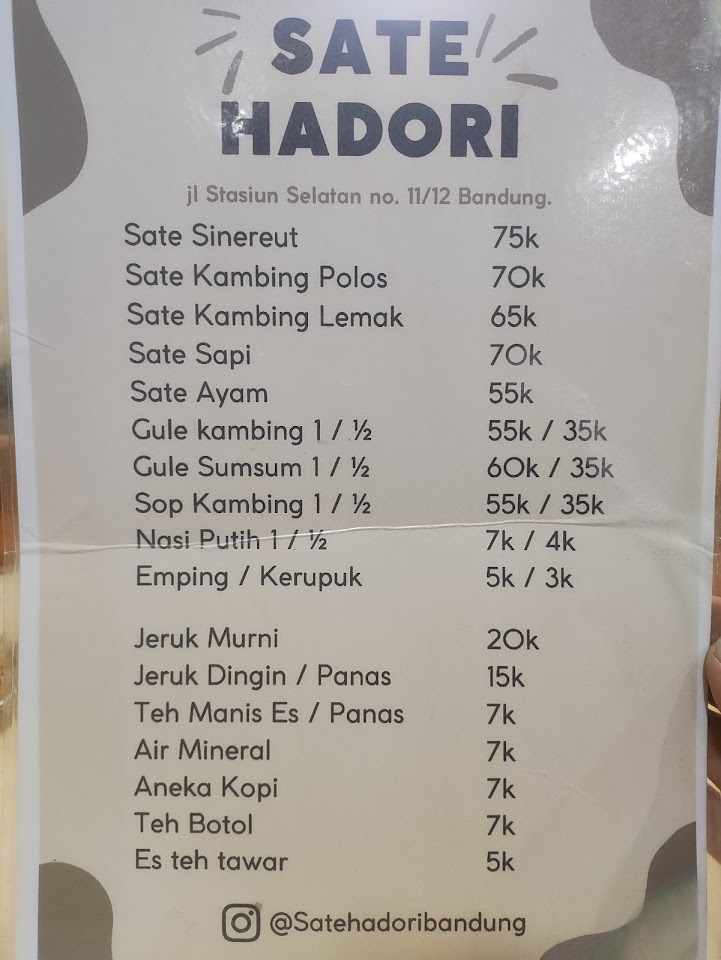 SATE
HADORI
jl Stasiun Selatan no. 11/12 Bandung.
Sate Sinereut 75k
Sate Kambing Polos 70k
Sate Kambing Lemak 65k
Sate Sapi 70k
Sate Ayam 55k
Gule kambing 1 / ½ 55k / 35k
Gule Sumsum 1 / ½ 60k / 35k
Sop Kambing 1 / ½ 55k / 35k
Nasi Putih 1 / ½ 7k / 4k
Emping / Kerupuk 5k / 3k
Jeruk Murni 20k
Jeruk Dingin / Panas 15k
Teh Manis Es / Panas 7k
Air Mineral 7k
Aneka Kopi 7k
Teh Botol 7k
Es teh tawar 5k
@Satehadoribandung